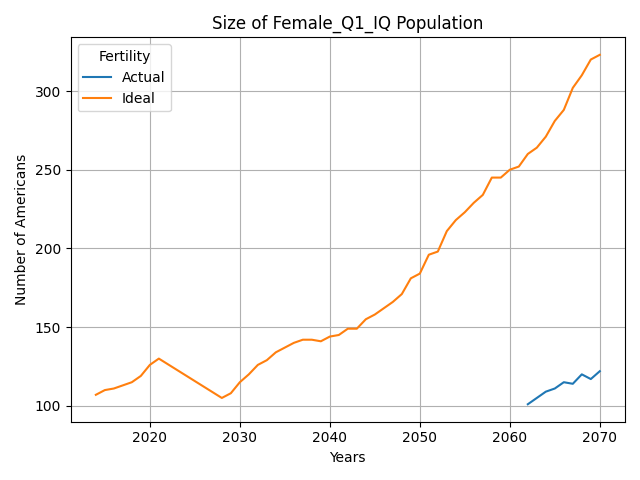 Size of Female_Q1_IQ Population
Fertility
Actual
Ideal
Number of Americans
300
250
200
150
100
2020 2030 2040 2050 2060 2070
Years